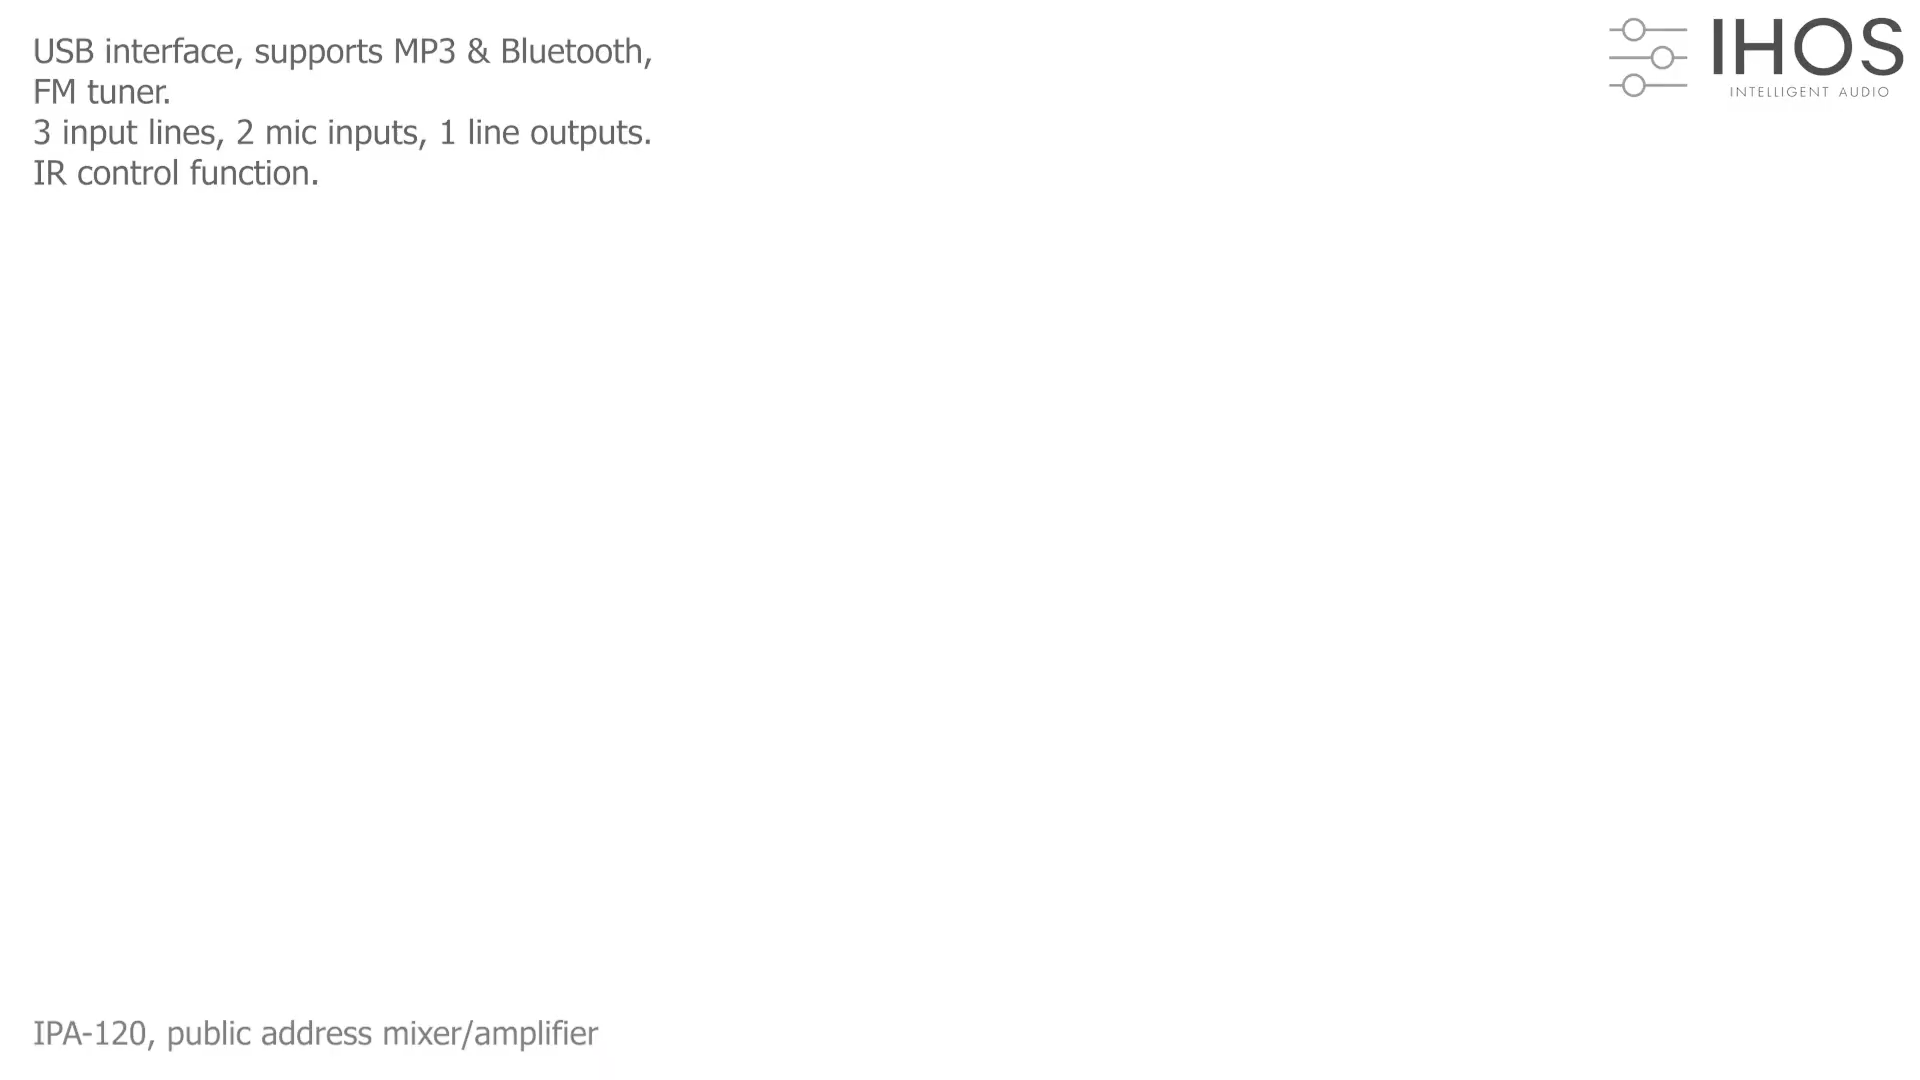 USB interface, supports MP3 & Bluetooth,
FM tuner.
3 input lines, 2 mic inputs, 1 line outputs.
IR control function.
IHOS
INTELLIGENT AUDIO
IPA-120, public address mixer/amplifier